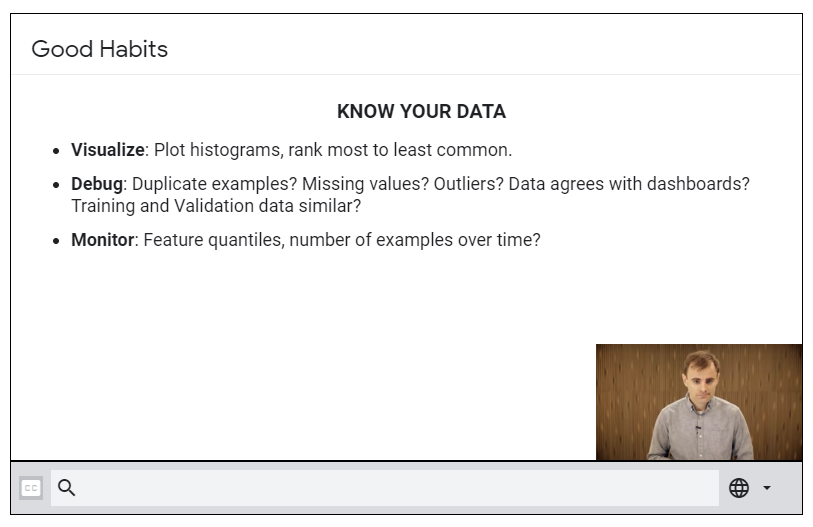 Good Habits
KNOW YOUR DATA
• Visualize: Plot histograms, rank most to least common.
• Debug: Duplicate examples? Missing values? Outliers? Data agrees with dashboards?
Training and Validation data similar?
• Monitor: Feature quantiles, number of examples over time?
CC